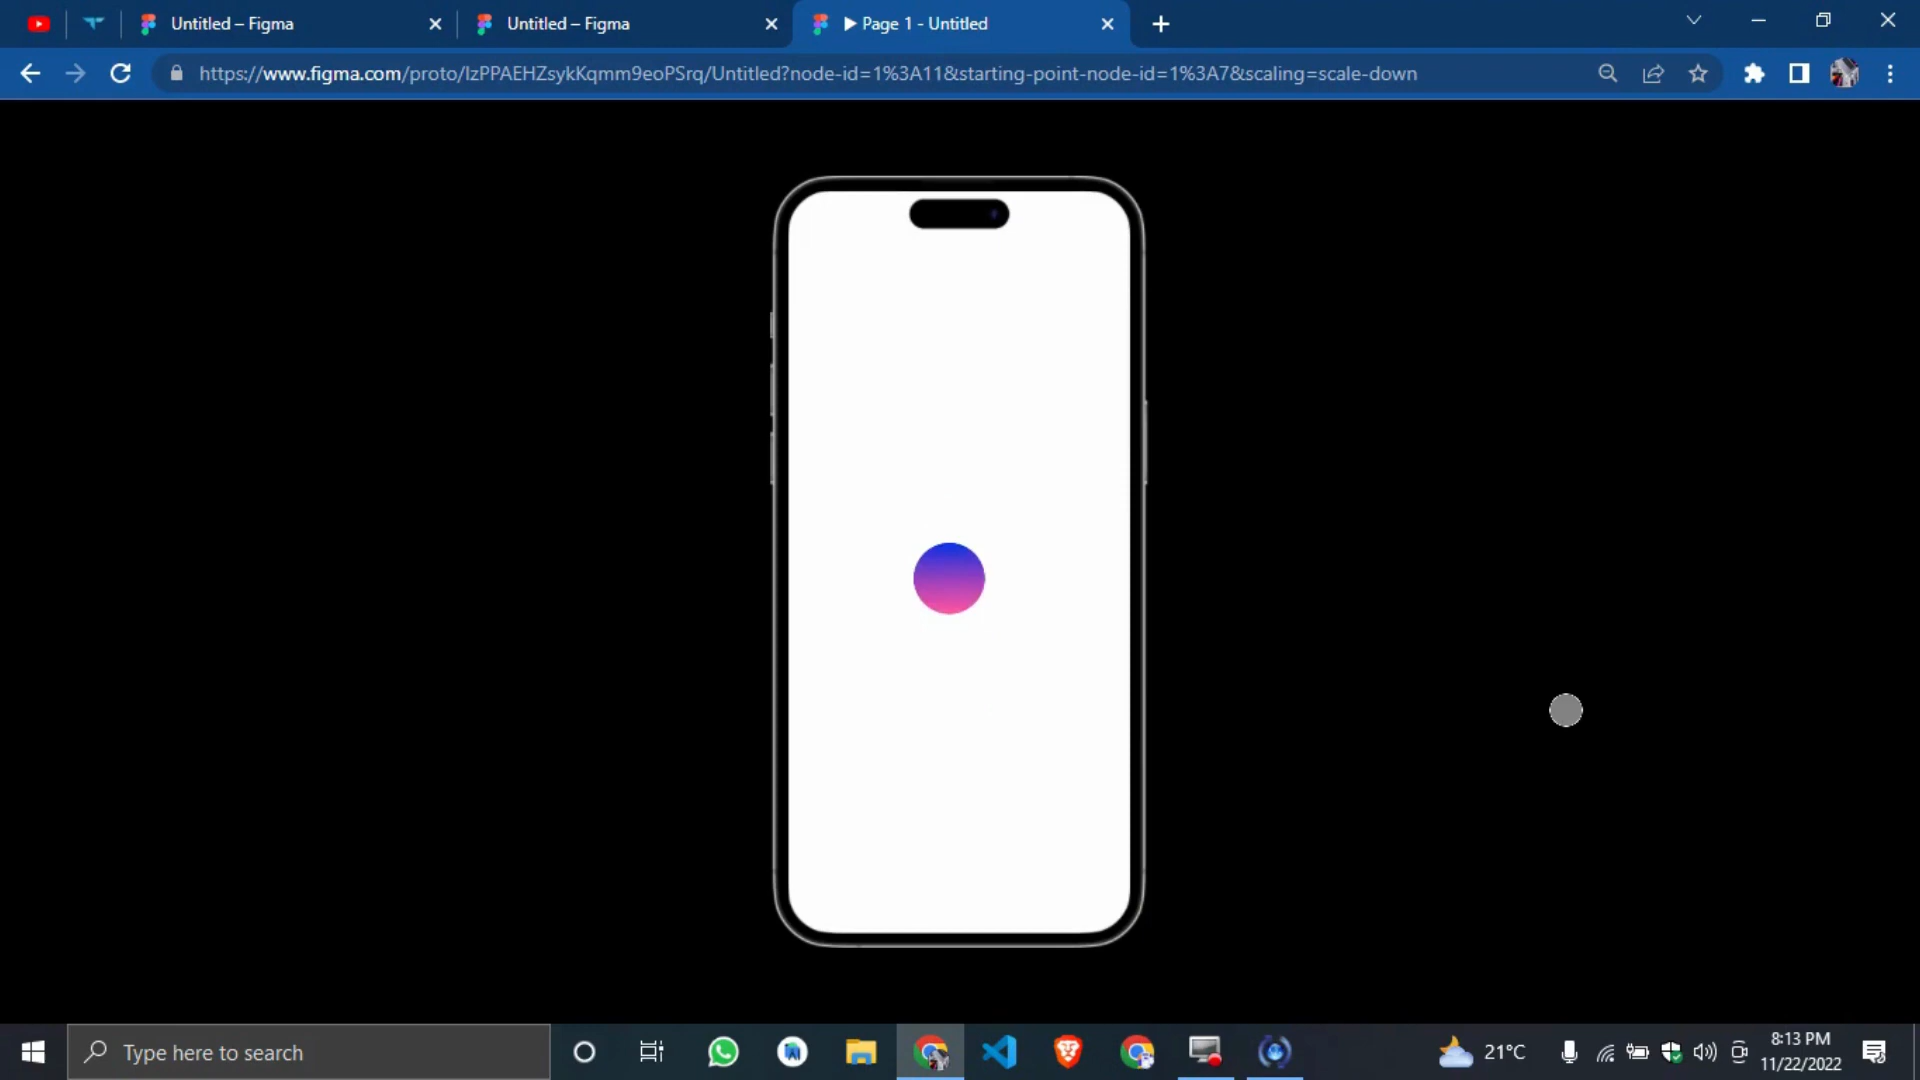 Untitled – Figma
Untitled – Figma
Page 1 - Untitled
https://www.figma.com/proto/lzPPAEHZsykKqmm9eoPSrq/Untitled?node-id=1%3A11&starting-point-node-id=1%3A7&scaling=scale-down
Type here to search
21°C
8:13 PM
11/22/2022